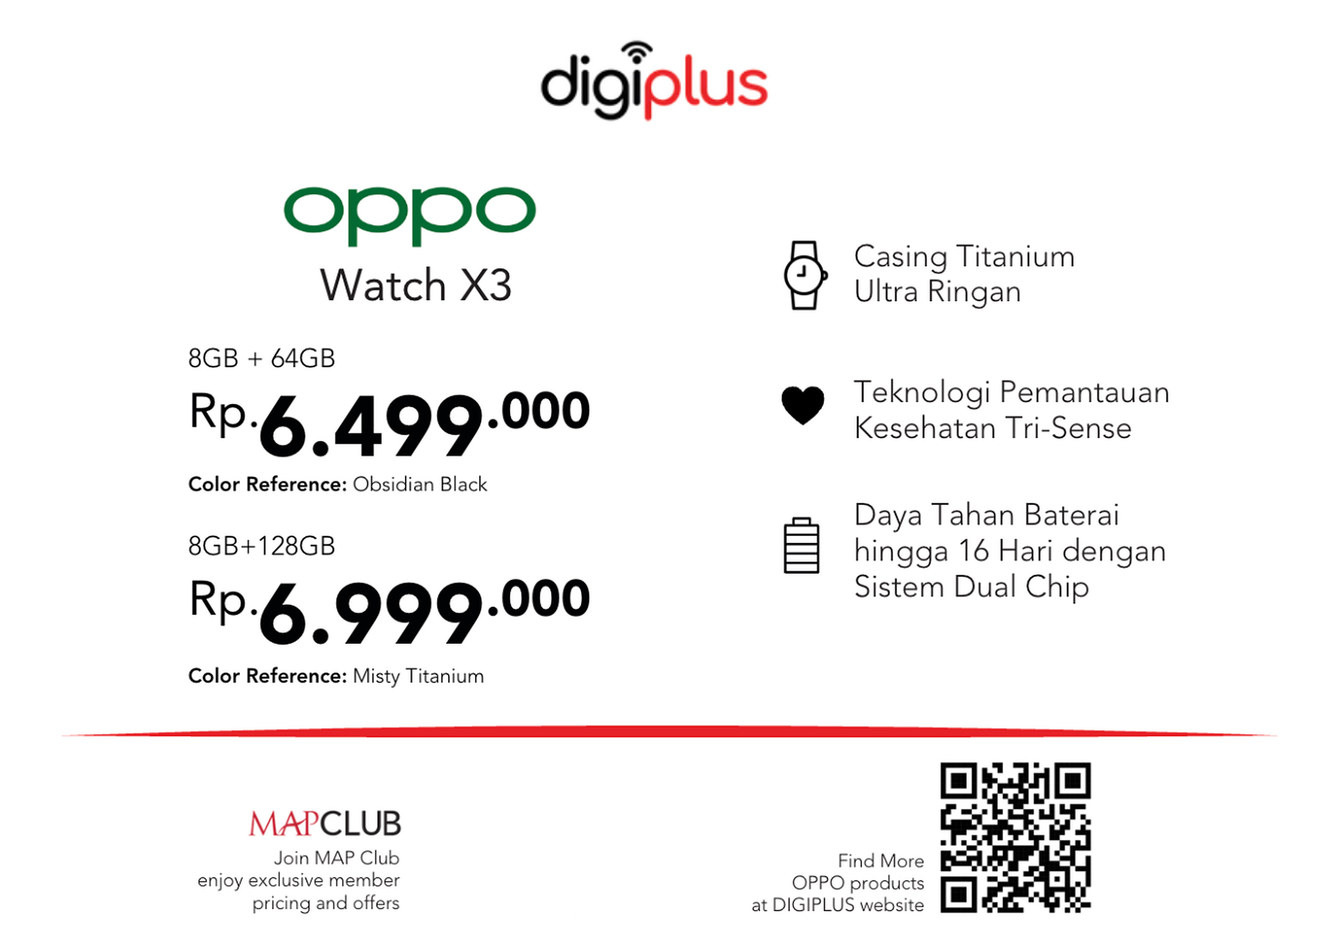 digiplus
oppo
Watch X3
8GB + 64GB
Rp.6.499.000
Color Reference: Obsidian Black
8GB+128GB
Rp.6.999.000
Color Reference: Misty Titanium
Casing Titanium
Ultra Ringan
Teknologi Pemantauan
Kesehatan Tri-Sense
Daya Tahan Baterai
hingga 16 Hari dengan
Sistem Dual Chip
MAPCLUB
Join MAP Club
enjoy exclusive member
pricing and offers
Find More
OPPO products
at DIGIPLUS website